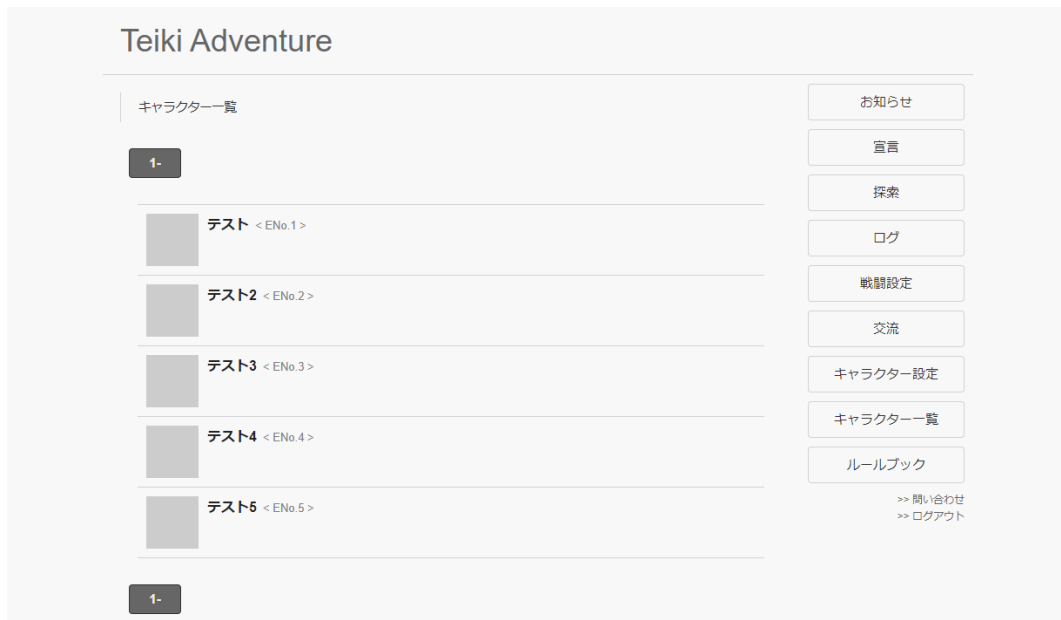 Teiki Adventure
キャラクター一覧
1-
テスト < ENo.1 >
テスト2 < ENo.2 >
テスト3 < ENo.3 >
テスト4 < ENo.4 >
テスト5 < ENo.5 >
1-
お知らせ
宣言
探索
ログ
戦闘設定
交流
キャラクター設定
キャラクター一覧
ルールブック
>> 問い合わせ
>> ログアウト